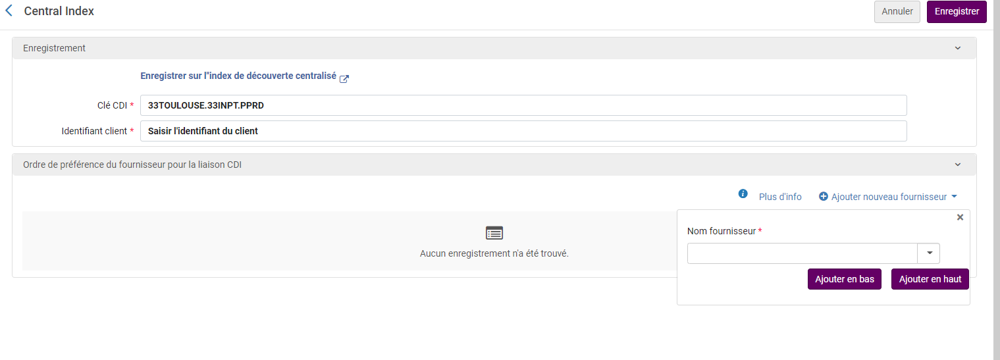 Central Index
Annuler
Enregistrer
Enregistrement
Enregistrer sur l"index de découverte centralisé
Clé CDI *
33TOULOUSE.33INPT.PPRD
Identifiant client *
Saisir l'identifiant du client
Ordre de préférence du fournisseur pour la liaison CDI
Plus d'info
Ajouter nouveau fournisseur
Nom fournisseur *
Aucun enregistrement n'a été trouvé.
Ajouter en bas
Ajouter en haut